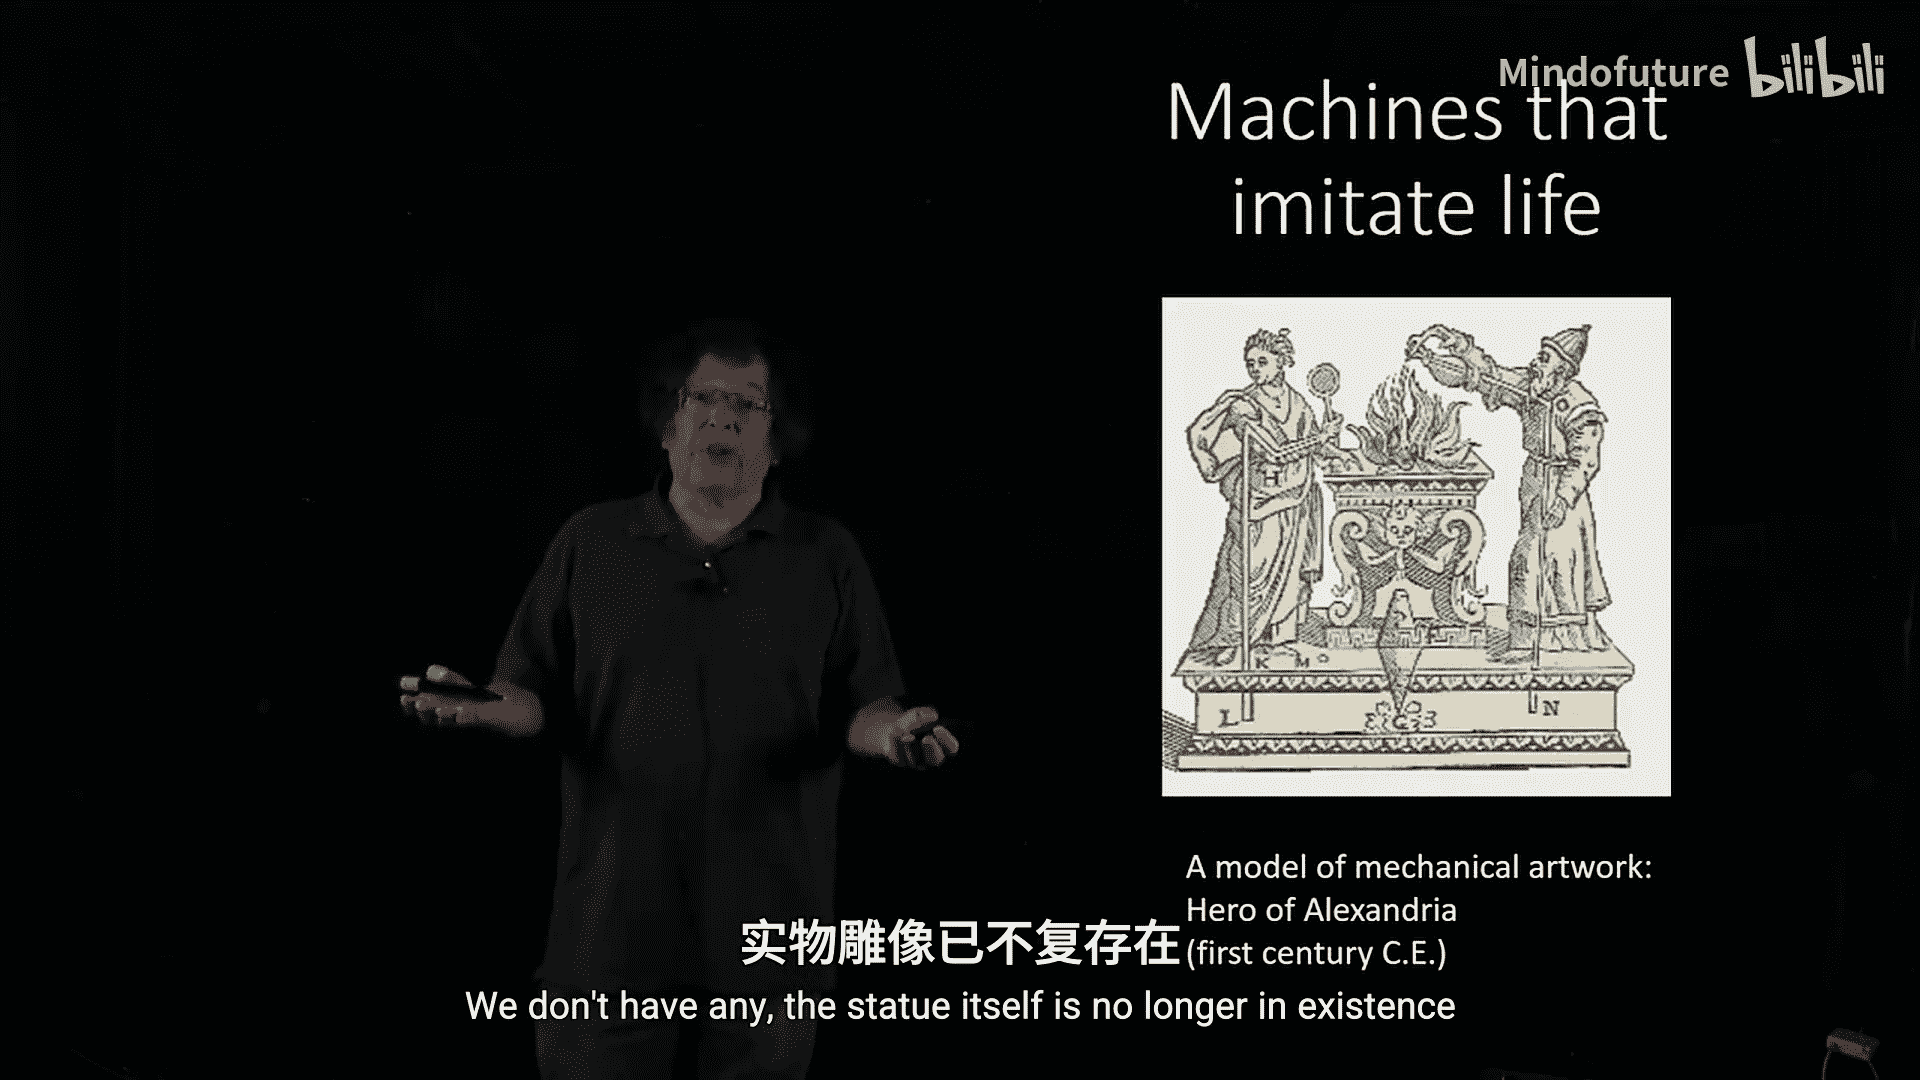 Mindofuture bilibili
Machines that
imitate life
H
K M
L G N
A model of mechanical artwork:
Hero of Alexandria
(first century C.E.)
实物雕像已不复存在
We don't have any, the statue itself is no longer in existence